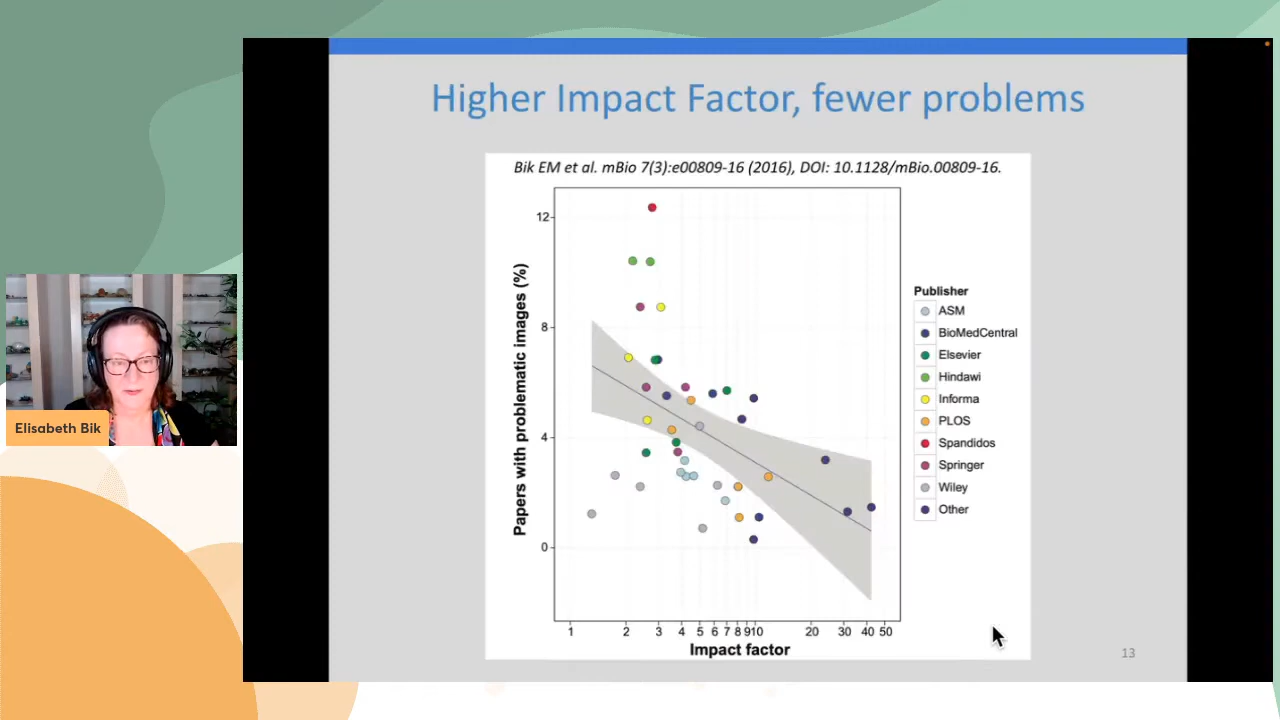 Higher Impact Factor, fewer problems
Bik EM et al. mBio 7(3):e00809-16 (2016), DOI: 10.1128/mBio.00809-16.
Papers with problematic images (%)
12
8
4
0
1 2 3 4 5 6 7 8 910 20 30 40 50
Impact factor
Publisher
ASM
BioMedCentral
Elsevier
Hindawi
Informa
PLOS
Spandidos
Springer
Wiley
Other
13
Elisabeth Bik